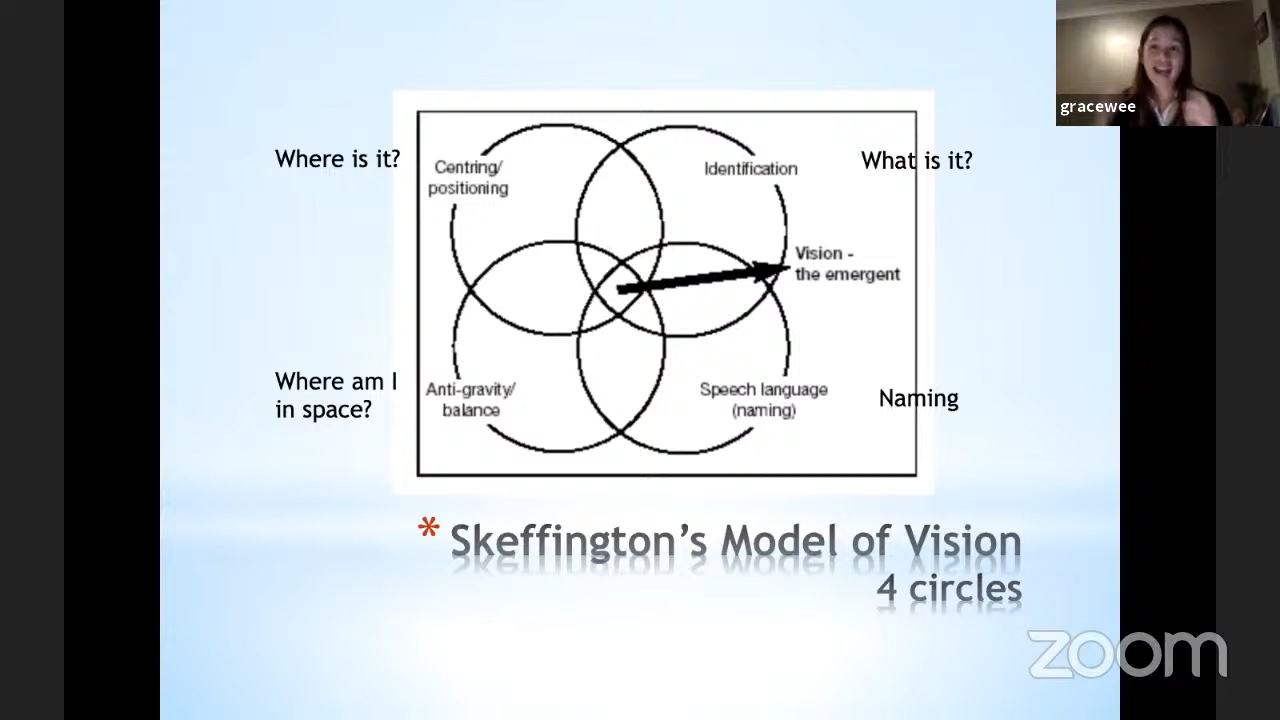 gracewee
Where is it?
Centring/
positioning
Identification
What is it?
Vision -
the emergent
Where am I
in space?
Anti-gravity/
balance
Speech language
(naming)
Naming
* Skeffington's Model of Vision
4 circles
zoom